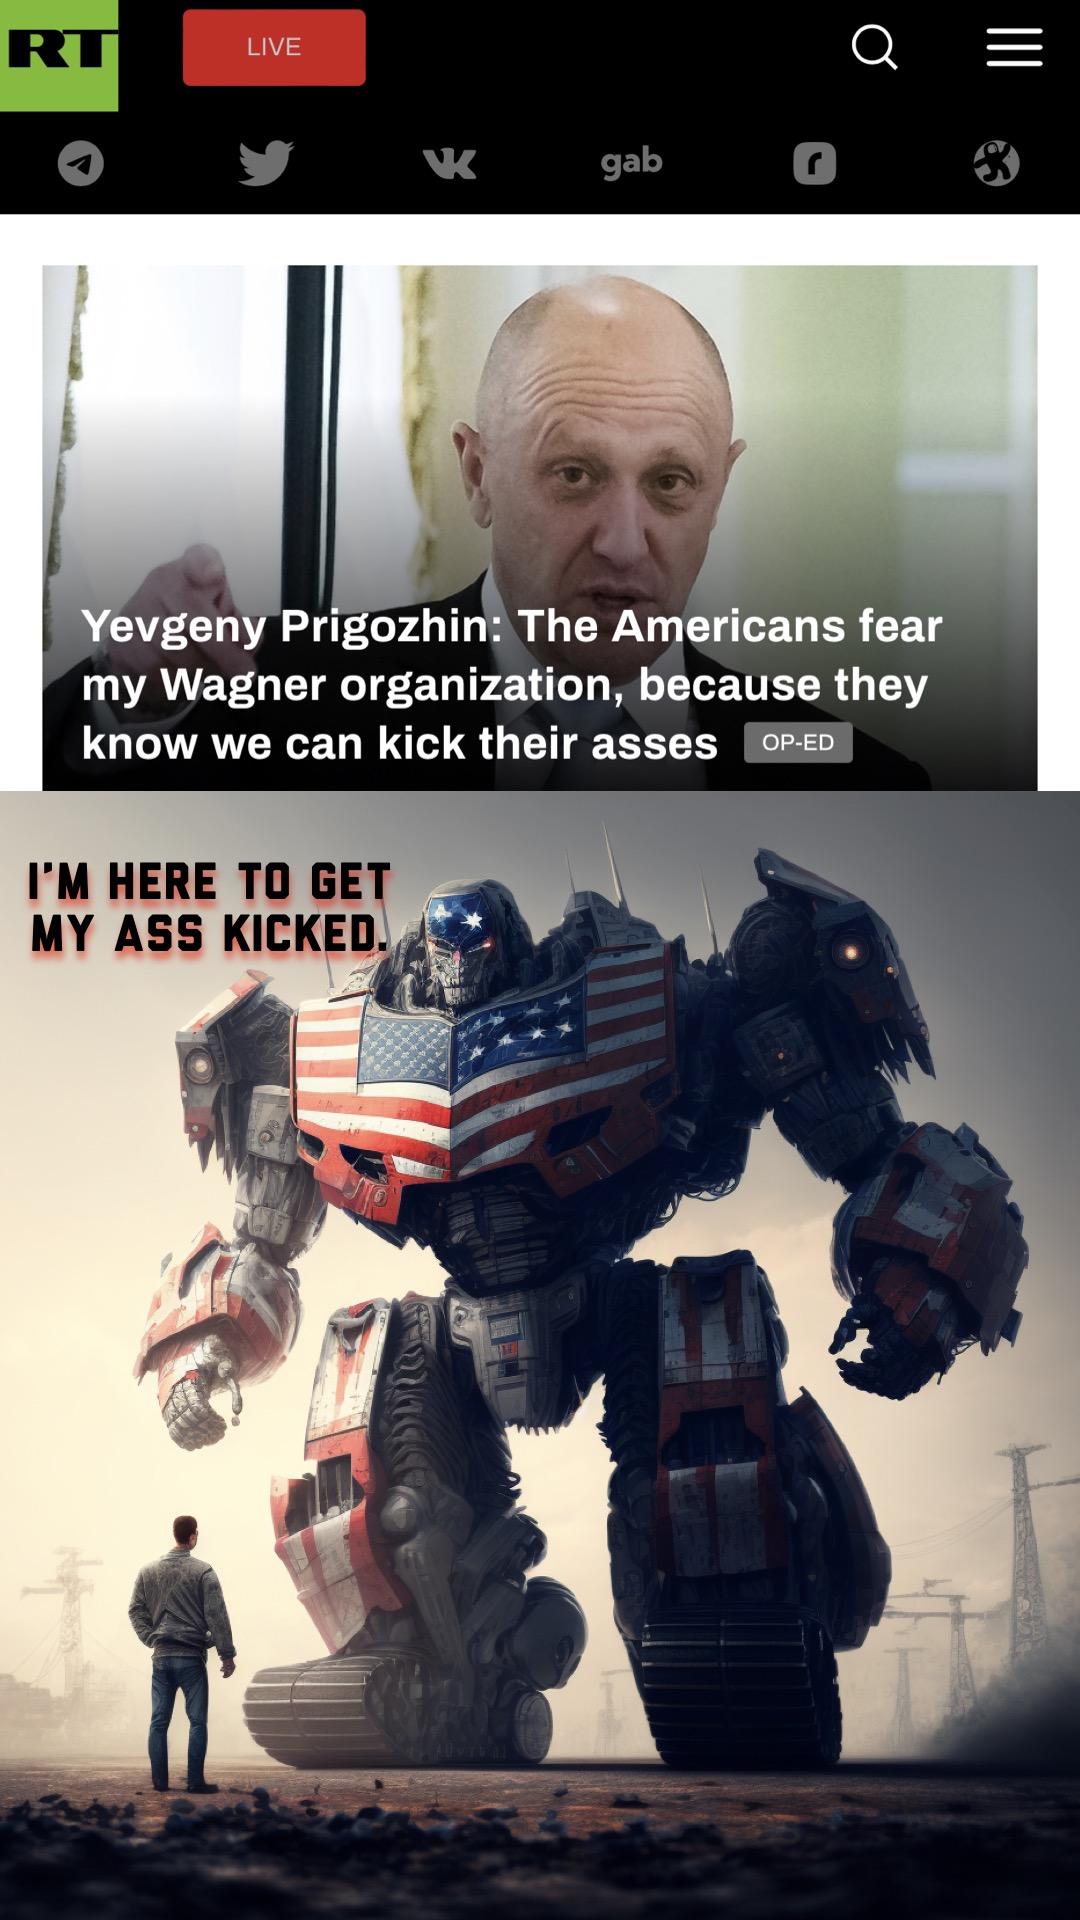 RT
LIVE
gab
Yevgeny Prigozhin: The Americans fear
my Wagner organization, because they
know we can kick their asses OP-ED
I'M HERE TO GET
MY ASS KICKED.